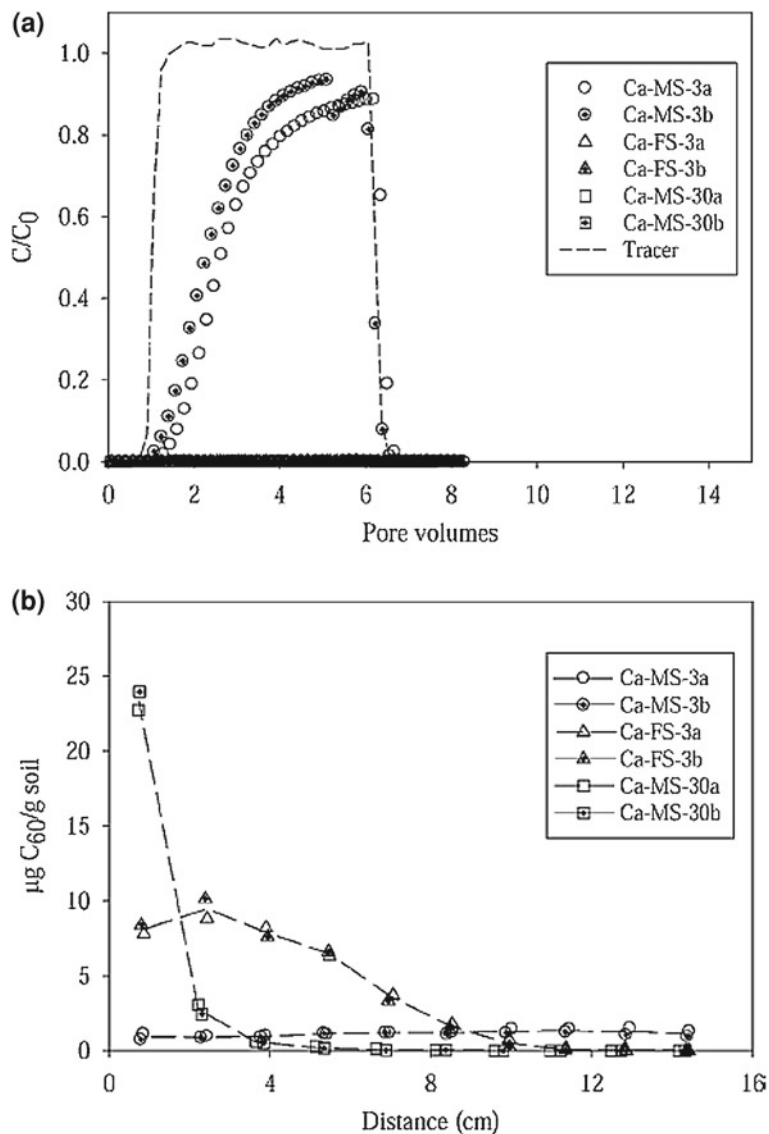 (a)
1.0
0.8
0.6
0.4
0.2
0.0
C/C0
0 2 4 6 8 10 12 14
Pore volumes
Ca-MS-3a
Ca-MS-3b
Ca-FS-3a
Ca-FS-3b
Ca-MS-30a
Ca-MS-30b
Tracer
(b)
30
25
20
15
10
5
0
µg C60/g soil
0 4 8 12 16
Distance (cm)
Ca-MS-3a
Ca-MS-3b
Ca-FS-3a
Ca-FS-3b
Ca-MS-30a
Ca-MS-30b